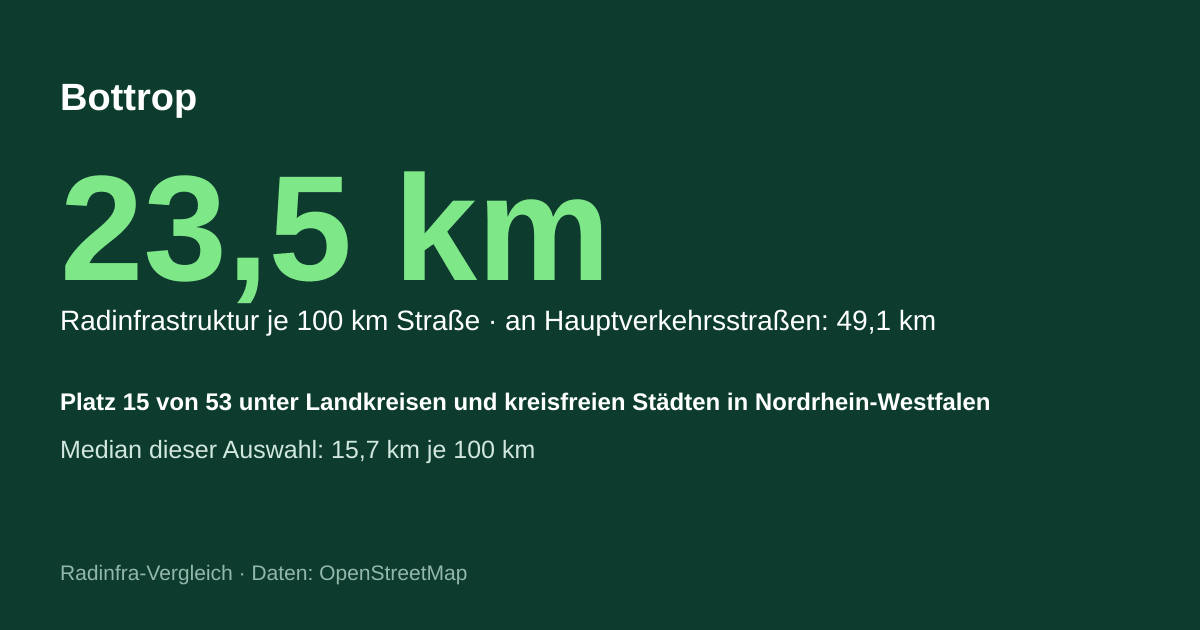 Bottrop
23,5 km
Radinfrastruktur je 100 km Straße · an Hauptverkehrsstraßen: 49,1 km
Platz 15 von 53 unter Landkreisen und kreisfreien Städten in Nordrhein-Westfalen
Median dieser Auswahl: 15,7 km je 100 km
Radinfra-Vergleich · Daten: OpenStreetMap